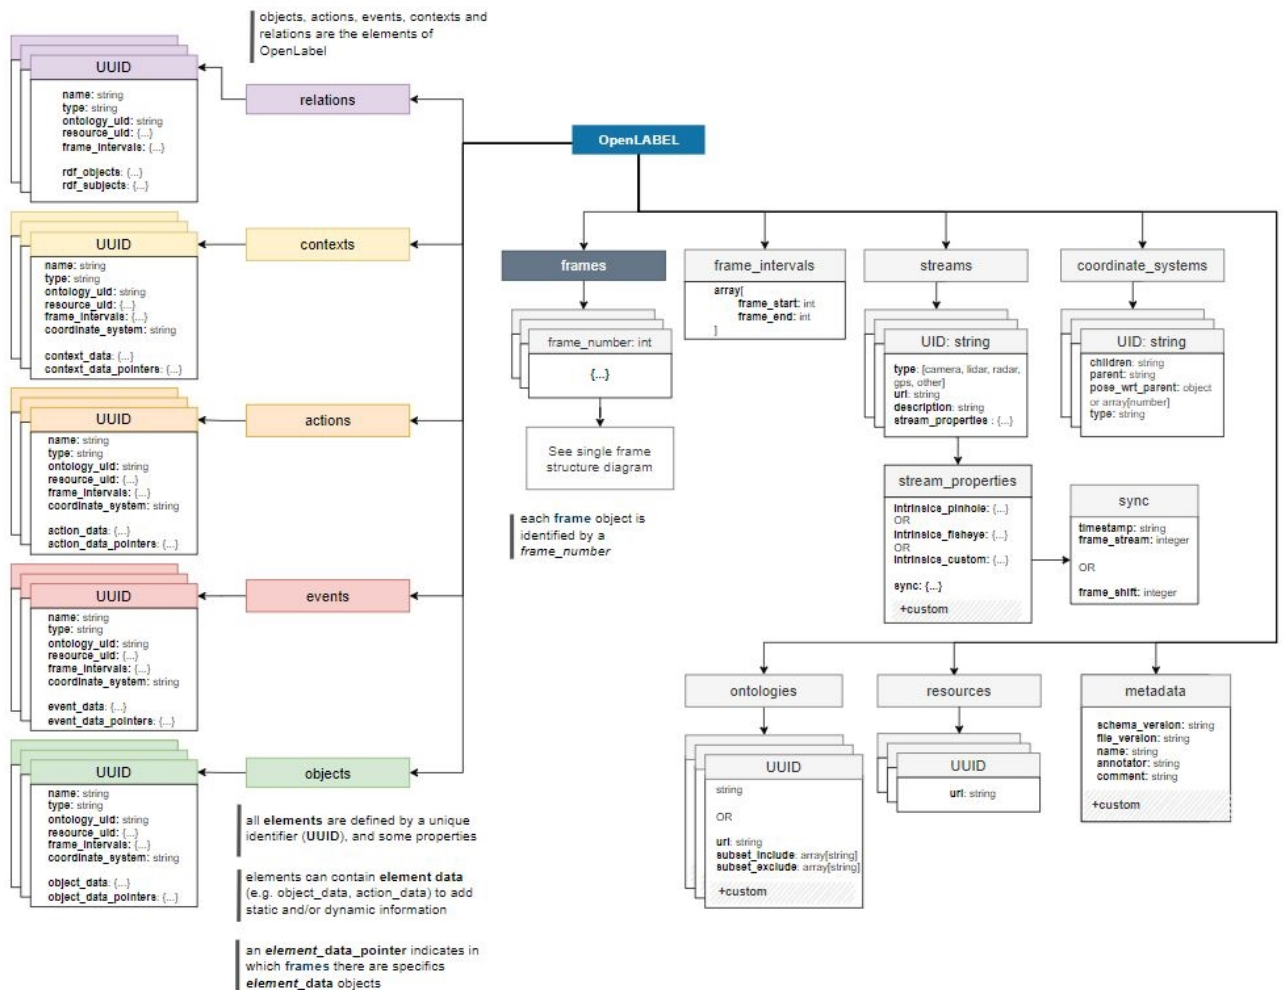 objects, actions, events, contexts and
relations are the elements of
OpenLabel
UUID
name: string
type: string
ontology_uid: string
resource_uid: {...}
frame_intervals: {...}
rdf_objects: {...}
rdf_subjects: {...}
relations
OpenLABEL
UUID
name: string
type: string
ontology_uid: string
resource_uid: {...}
frame_intervals: {...}
coordinate_system: string
context_data: {...}
context_data_pointers: {...}
contexts
UUID
name: string
type: string
ontology_uid: string
resource_uid: {...}
frame_intervals: {...}
coordinate_system: string
action_data: {...}
action_data_pointers: {...}
actions
UUID
name: string
type: string
ontology_uid: string
resource_uid: {...}
frame_intervals: {...}
coordinate_system: string
event_data: {...}
event_data_pointers: {...}
events
UUID
name: string
type: string
ontology_uid: string
resource_uid: {...}
frame_intervals: {...}
coordinate_system: string
object_data: {...}
object_data_pointers: {...}
objects
all elements are defined by a unique
identifier (UUID), and some properties
elements can contain element data
(e.g. object_data, action_data) to add
static and/or dynamic information
an element_data_pointer indicates in
which frames there are specifics
element_data objects
frames
frame_number: int
{...}
See single frame
structure diagram
each frame object is
identified by a
frame_number
frame_intervals
array[
frame_start: int
frame_end: int
]
streams
UID: string
type: [camera, lidar, radar,
gps, other]
uri: string
description: string
stream_properties : {...}
stream_properties
intrinsics_pinhole: {...}
OR
intrinsics_fisheye: {...}
OR
intrinsics_custom: {...}
sync: {...}
+custom
sync
timestamp: string
frame_stream: integer
OR
frame_shift: integer
coordinate_systems
UID: string
children: string
parent: string
pose_wrt_parent: object
or array[number]
type: string
ontologies
UUID
string
OR
uri: string
subset_include: array[string]
subset_exclude: array[string]
+custom
resources
UUID
uri: string
metadata
schema_version: string
file_version: string
name: string
annotator: string
comment: string
+custom